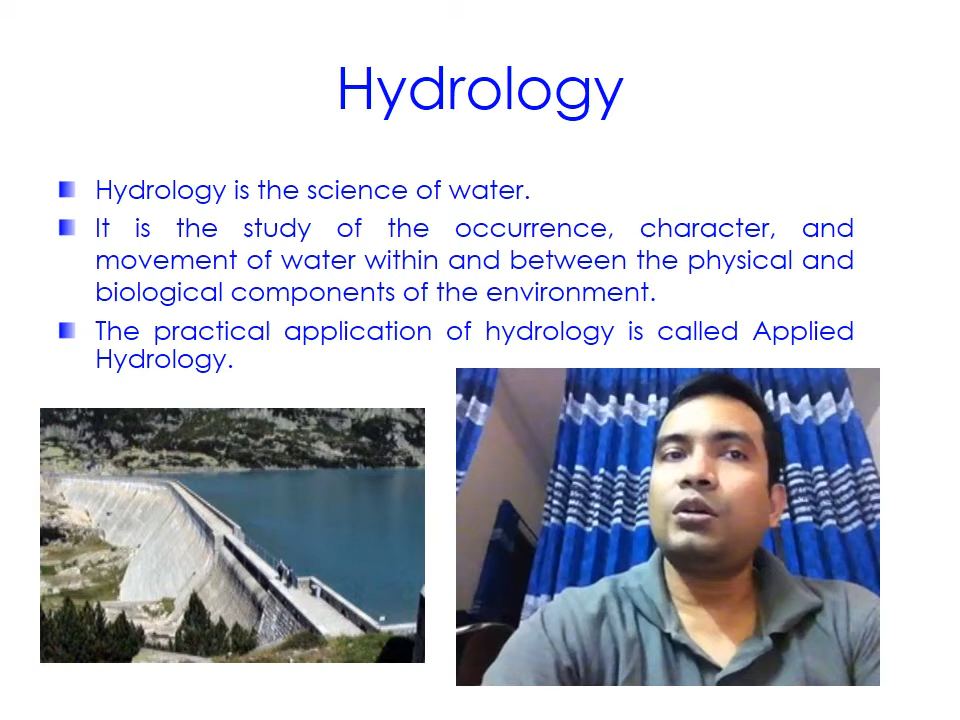 Hydrology
Hydrology is the science of water.
It is the study of the occurrence, character, and
movement of water within and between the physical and
biological components of the environment.
The practical application of hydrology is called Applied
Hydrology.